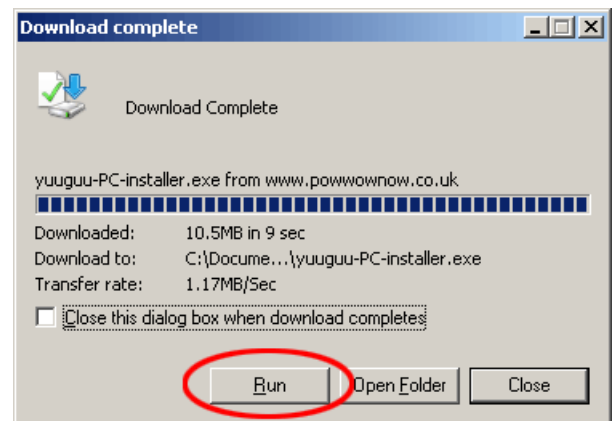 Download complete
Download Complete
yuuguu-PC-installer.exe from www.powwownow.co.uk
Downloaded: 10.5MB in 9 sec
Download to: C:\Docume...\yuuguu-PC-installer.exe
Transfer rate: 1.17MB/Sec
Close this dialog box when download completes
Run Open Folder Close